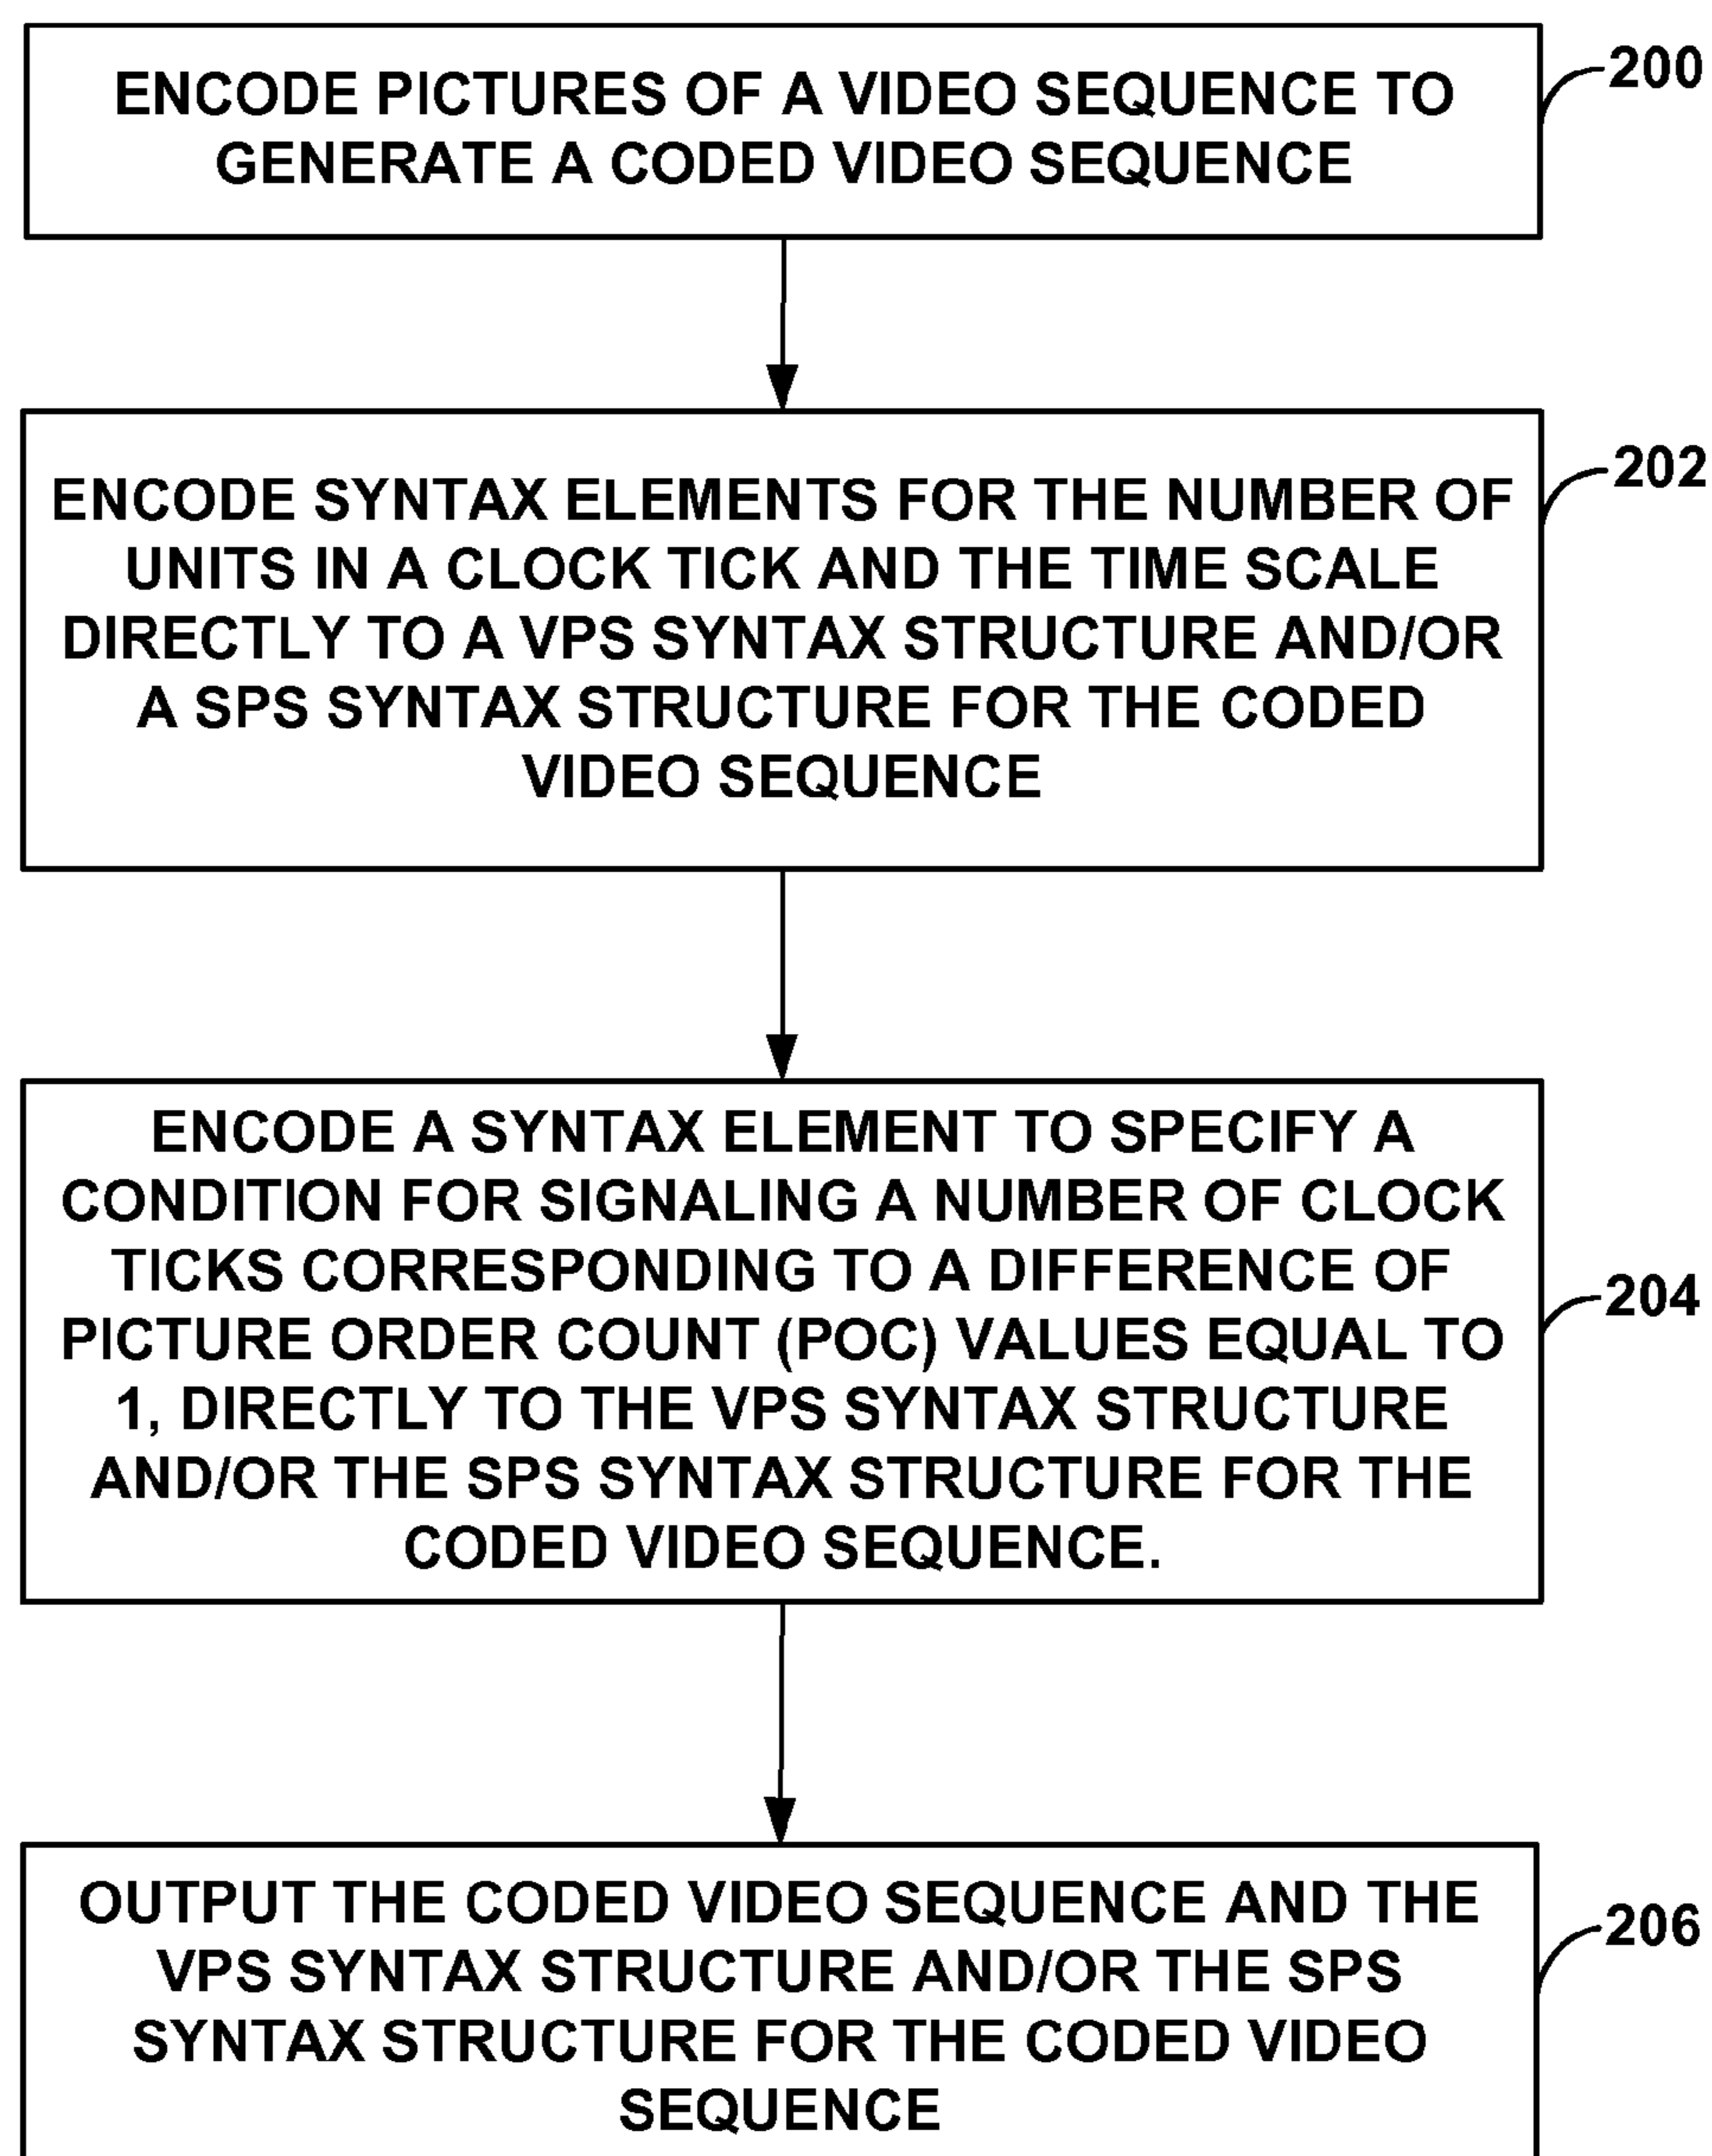 ENCODE PICTURES OF A VIDEO SEQUENCE TO
GENERATE A CODED VIDEO SEQUENCE
200
ENCODE SYNTAX ELEMENTS FOR THE NUMBER OF
UNITS IN A CLOCK TICK AND THE TIME SCALE
DIRECTLY TO A VPS SYNTAX STRUCTURE AND/OR
A SPS SYNTAX STRUCTURE FOR THE CODED
VIDEO SEQUENCE
202
ENCODE A SYNTAX ELEMENT TO SPECIFY A
CONDITION FOR SIGNALING A NUMBER OF CLOCK
TICKS CORRESPONDING TO A DIFFERENCE OF
PICTURE ORDER COUNT (POC) VALUES EQUAL TO
1, DIRECTLY TO THE VPS SYNTAX STRUCTURE
AND/OR THE SPS SYNTAX STRUCTURE FOR THE
CODED VIDEO SEQUENCE.
204
OUTPUT THE CODED VIDEO SEQUENCE AND THE
VPS SYNTAX STRUCTURE AND/OR THE SPS
SYNTAX STRUCTURE FOR THE CODED VIDEO
SEQUENCE
206